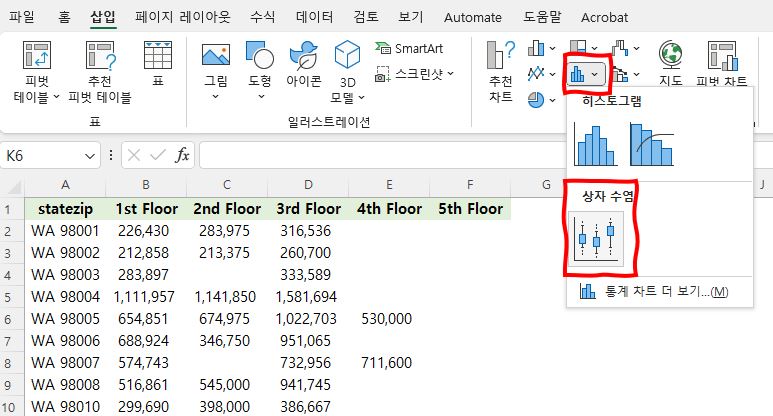 파일 홈 삽입 페이지 레이아웃 수식 데이터 검토 보기 Automate 도움말 Acrobat
피벗 테이블
추천 피벗 테이블
표
그림
도형
아이콘
3D 모델
SmartArt
스크린샷
추천 차트
지도
피벗 차트
표
일러스트레이션
히스토그램
상자 수염
통계 차트 더 보기...(M)
K6
fx
A B C D E F G H J
1 statezip 1st Floor 2nd Floor 3rd Floor 4th Floor 5th Floor
2 WA 98001 226,430 283,975 316,536
3 WA 98002 212,858 213,375 260,700
4 WA 98003 283,897 333,589
5 WA 98004 1,111,957 1,141,850 1,581,694
6 WA 98005 654,851 674,975 1,022,703 530,000
7 WA 98006 688,924 346,750 951,065
8 WA 98007 574,743 732,956 711,600
9 WA 98008 516,861 545,000 941,745
10 WA 98010 299,690 398,000 386,667